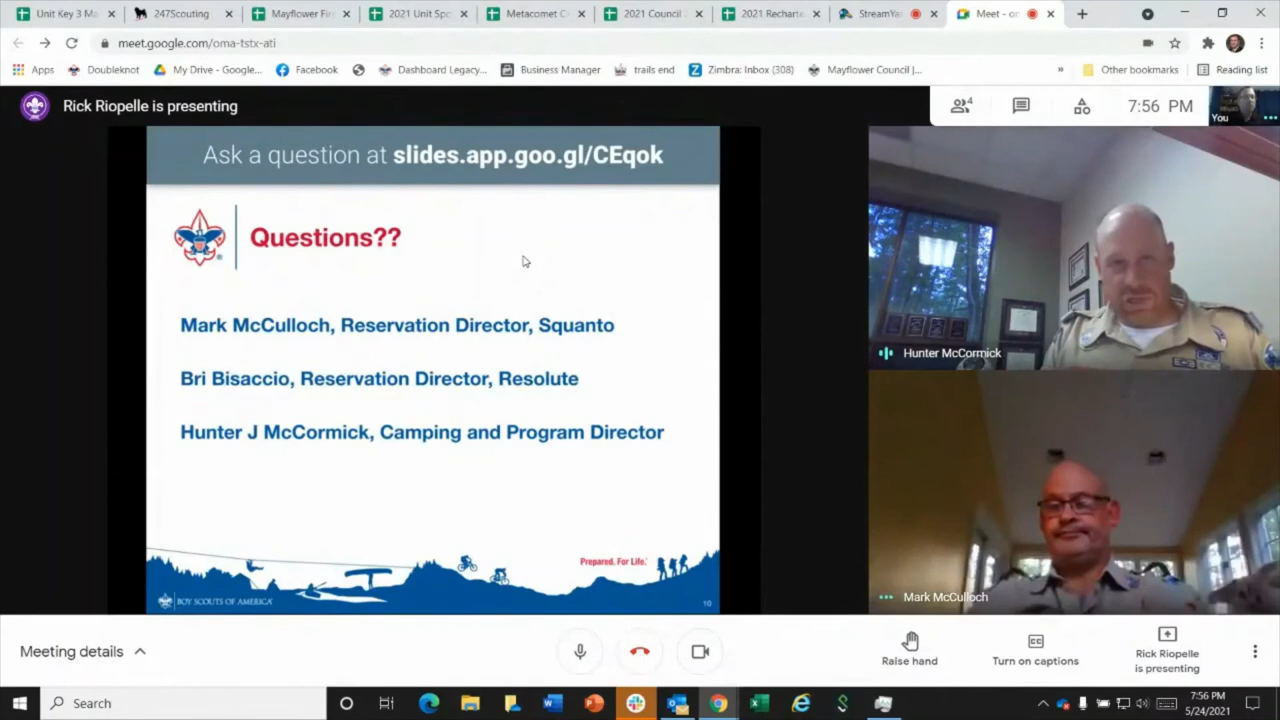 Unit Key 3 Ma
247Scouting
Mayflower Fir
2021 Unit Spo
Metacomet C
2021 Council
2021 Recharte
StreamYa
Meet - o
meet.google.com/oma-tstx-ati
Apps
Doubleknot
My Drive - Google...
Facebook
Dashboard Legacy...
Business Manager
trails end
Zimbra: Inbox (308)
Mayflower Council |...
»
Other bookmarks
Reading list
Rick Riopelle is presenting
4
7:56 PM
You
Ask a question at slides.app.goo.gl/CEqok
Questions??
Mark McCulloch, Reservation Director, Squanto
Bri Bisaccio, Reservation Director, Resolute
Hunter J McCormick, Camping and Program Director
Prepared. For Life.
BOY SCOUTS OF AMERICA
10
Hunter McCormick
Mark McCulloch
Meeting details
Raise hand
Turn on captions
Rick Riopelle
is presenting
Search
7:56 PM
5/24/2021